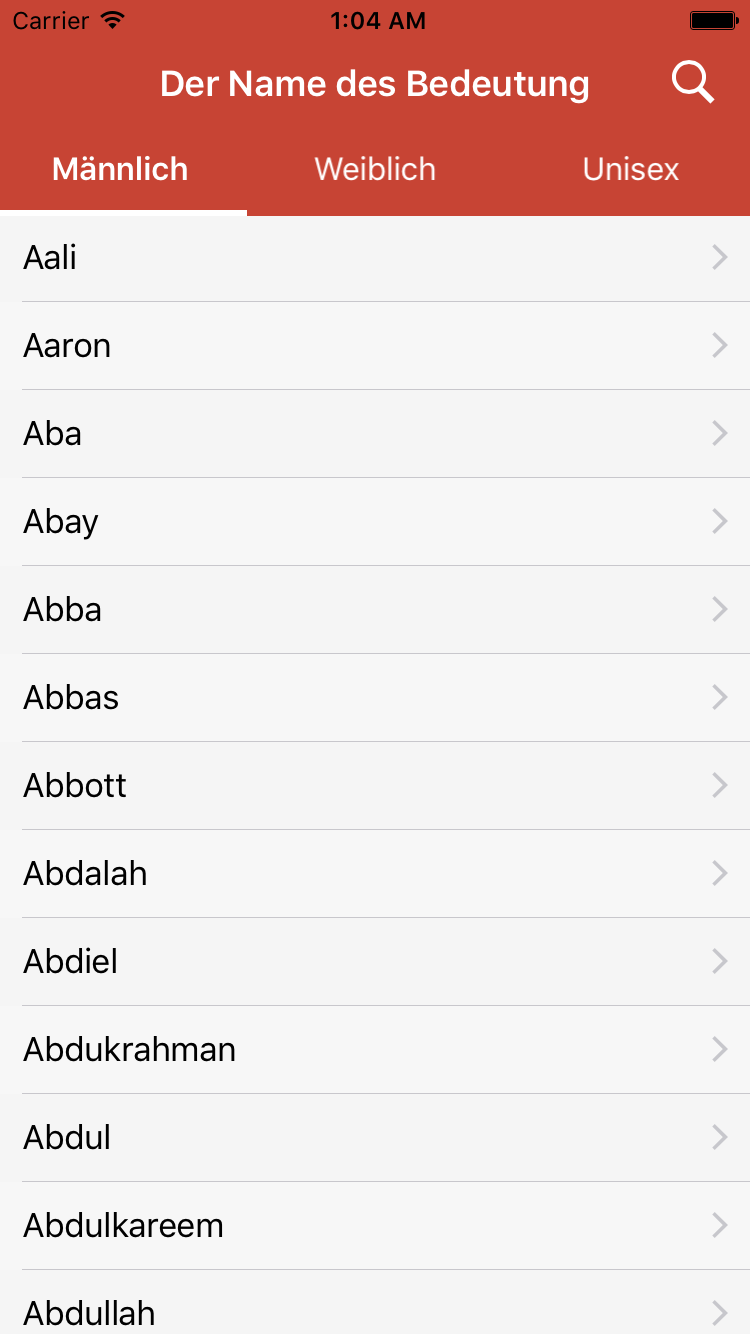 Carrier 1:04 AM
Der Name des Bedeutung
Männlich Weiblich Unisex
Aali
Aaron
Aba
Abay
Abba
Abbas
Abbott
Abdalah
Abdiel
Abdukrahman
Abdul
Abdulkareem
Abdullah